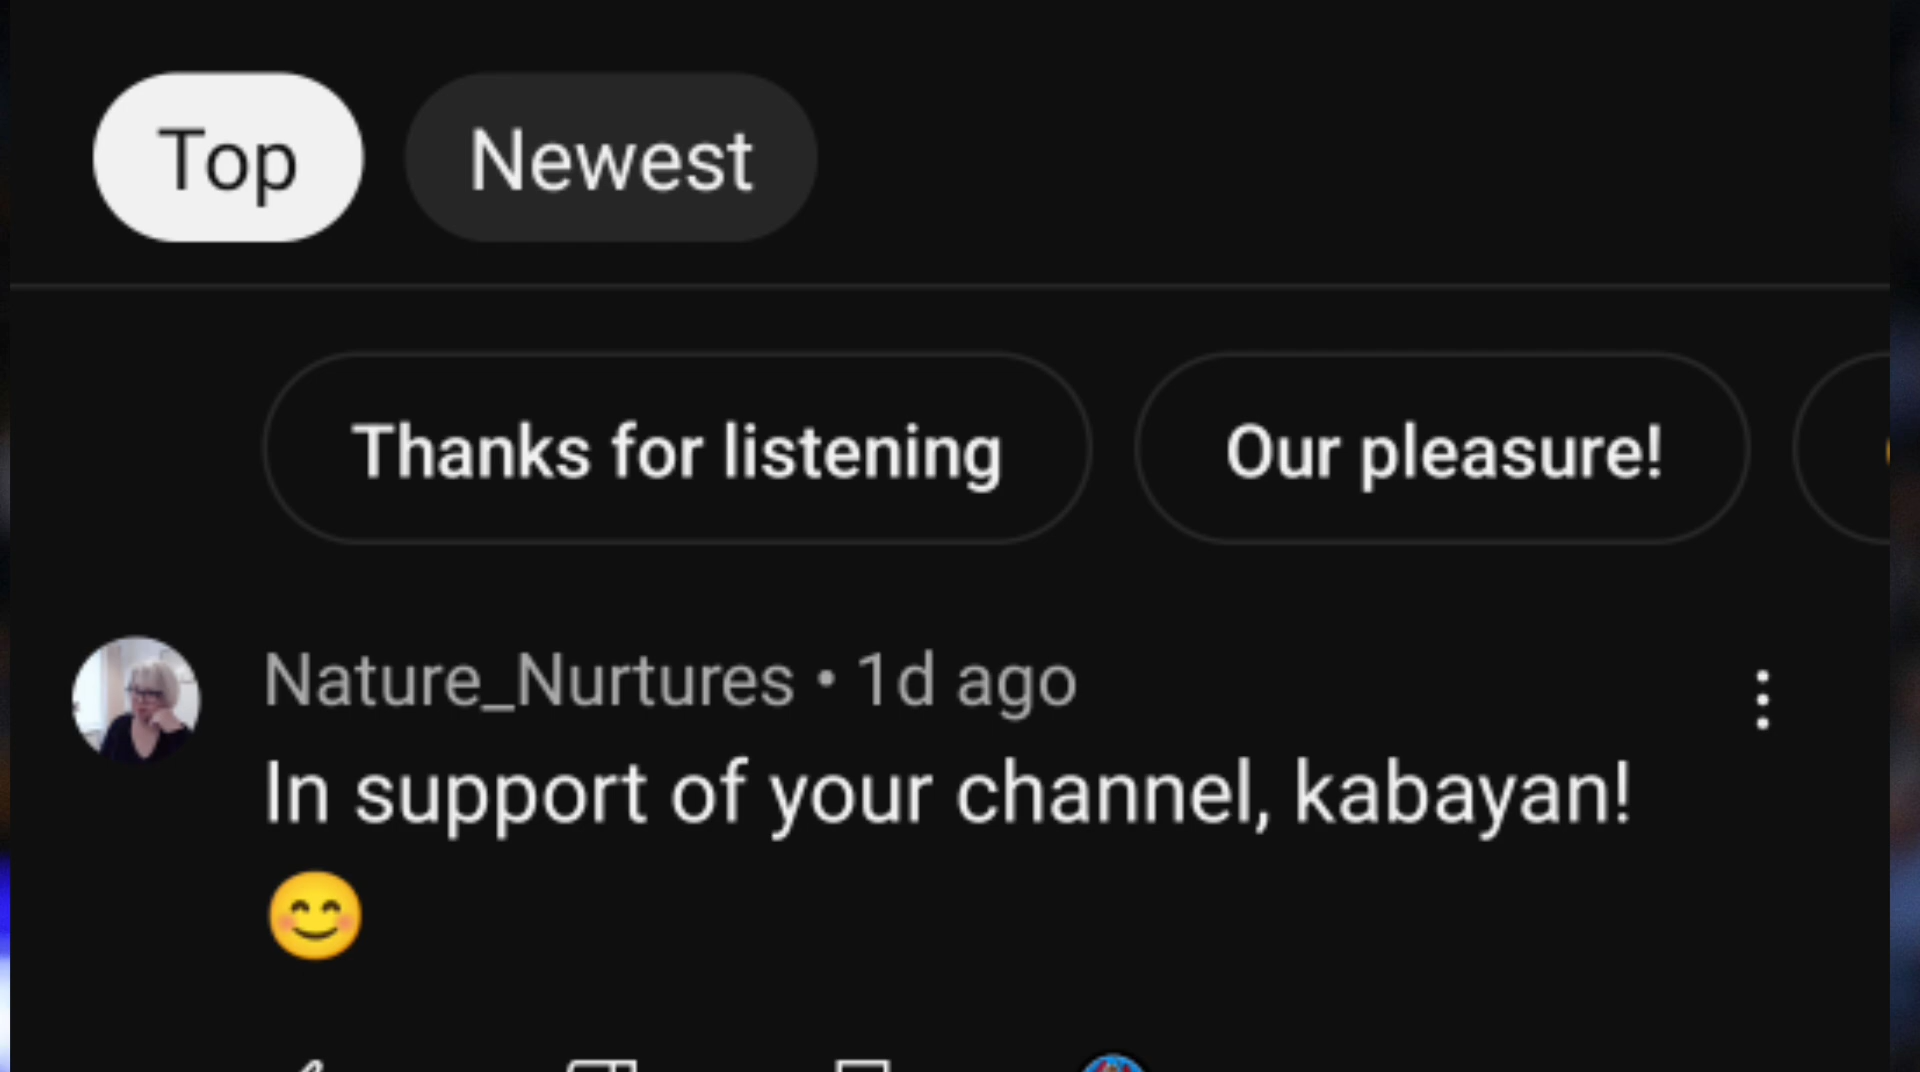 Top Newest
Thanks for listening Our pleasure!
Nature_Nurtures • 1d ago
In support of your channel, kabayan!
😊